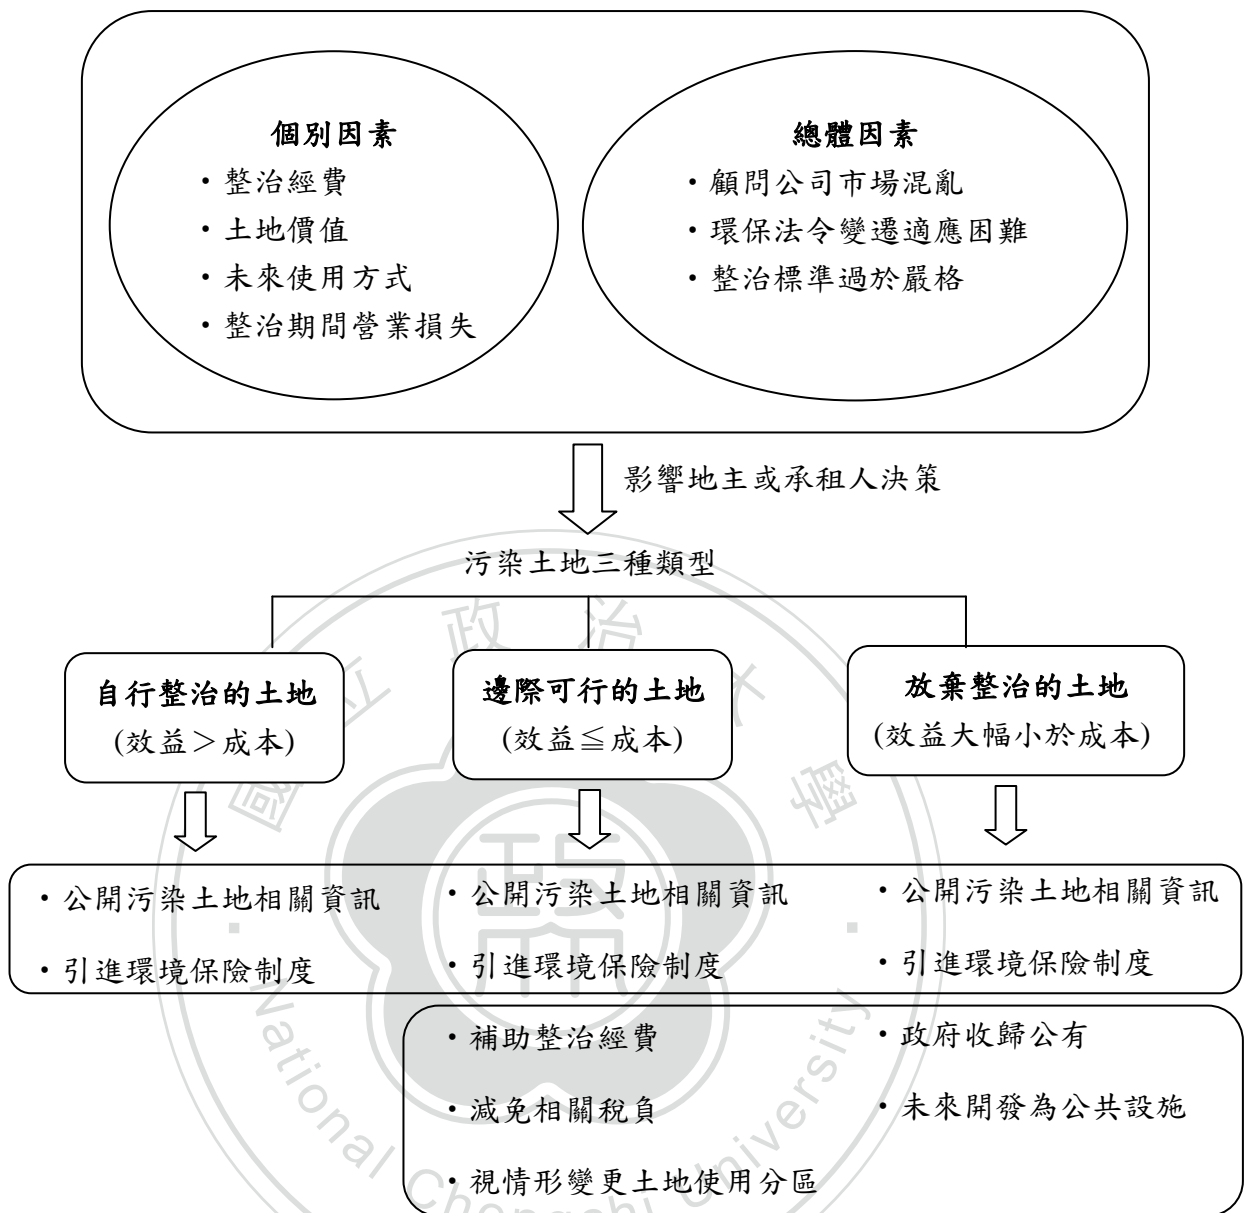 個別因素
・整治經費
・土地價值
・未來使用方式
・整治期間營業損失
總體因素
・顧問公司市場混亂
・環保法令變遷適應困難
・整治標準過於嚴格
影響地主或承租人決策
污染土地三種類型
自行整治的土地
(效益＞成本)
邊際可行的土地
(效益≦成本)
放棄整治的土地
(效益大幅小於成本)
・公開污染土地相關資訊
・引進環境保險制度
・公開污染土地相關資訊
・引進環境保險制度
・公開污染土地相關資訊
・引進環境保險制度
・補助整治經費
・減免相關稅負
・視情形變更土地使用分區
・政府收歸公有
・未來開發為公共設施
國立政治大學
National Chengchi University